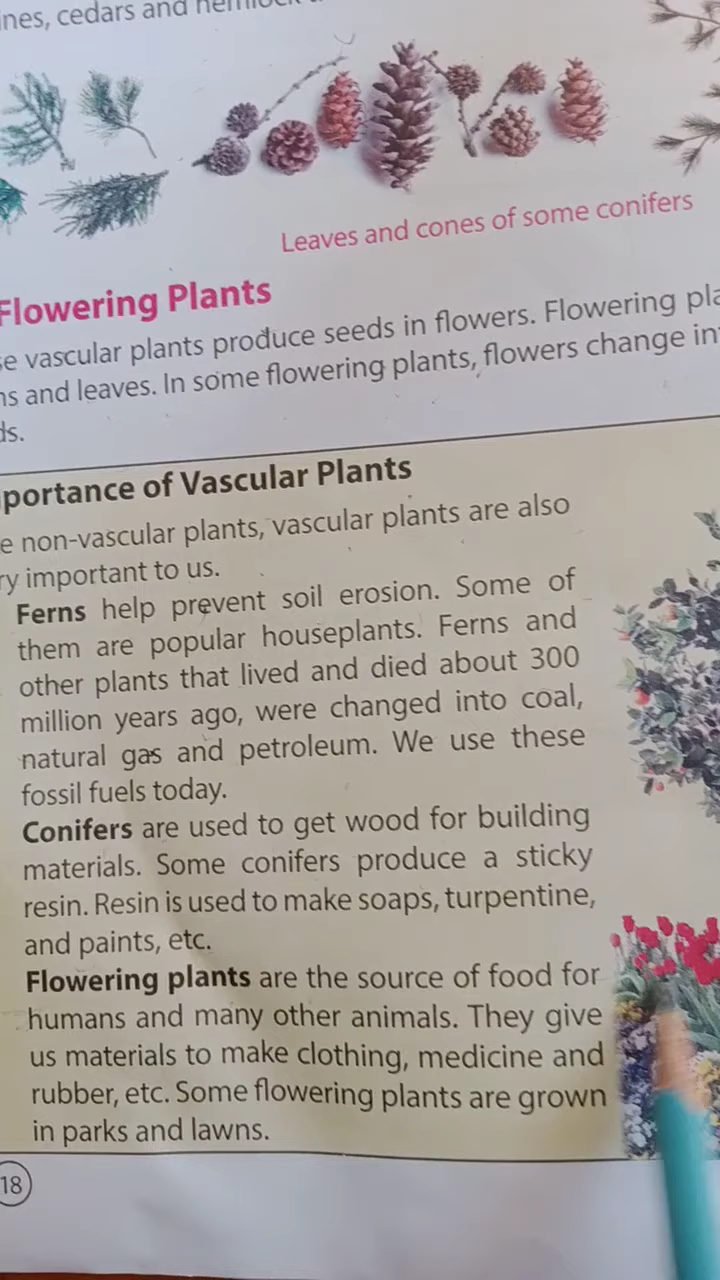 ines, cedars and hemlock
Leaves and cones of some conifers
Flowering Plants
se vascular plants produce seeds in flowers. Flowering pla
ns and leaves. In some flowering plants, flowers change in
ds.
portance of Vascular Plants
e non-vascular plants, vascular plants are also
ry important to us.
Ferns help prevent soil erosion. Some of
them are popular houseplants. Ferns and
other plants that lived and died about 300
million years ago, were changed into coal,
natural gas and petroleum. We use these
fossil fuels today.
Conifers are used to get wood for building
materials. Some conifers produce a sticky
resin. Resin is used to make soaps, turpentine,
and paints, etc.
Flowering plants are the source of food for
humans and many other animals. They give
us materials to make clothing, medicine and
rubber, etc. Some flowering plants are grown
in parks and lawns.
18